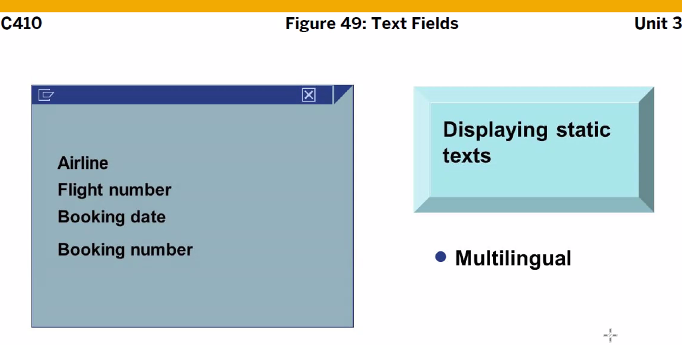 C410 Figure 49: Text Fields Unit 3
Airline
Flight number
Booking date
Booking number
Displaying static
texts
Multilingual